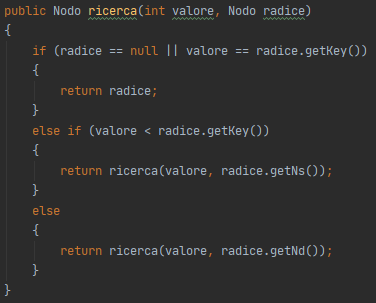 public Nodo ricerca(int valore, Nodo radice)
{
    if (radice == null || valore == radice.getKey())
    {
        return radice;
    }
    else if (valore < radice.getKey())
    {
        return ricerca(valore, radice.getNs());
    }
    else
    {
        return ricerca(valore, radice.getNd());
    }
}